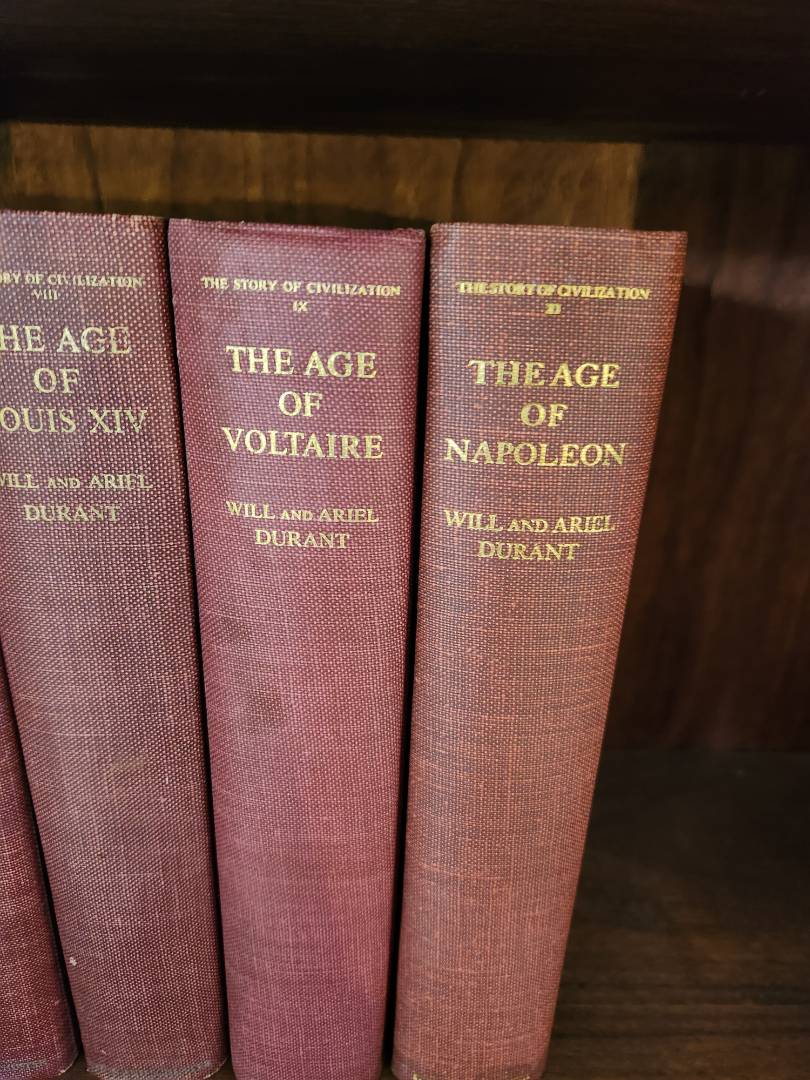 ORY OF CIVILIZATION
VIII
HE AGE
OF
OUIS XIV
WILL AND ARIEL
DURANT
THE STORY OF CIVILIZATION
IX
THE AGE
OF
VOLTAIRE
WILL AND ARIEL
DURANT
THE STORY OF CIVILIZATION
XI
THE AGE
OF
NAPOLEON
WILL AND ARIEL
DURANT